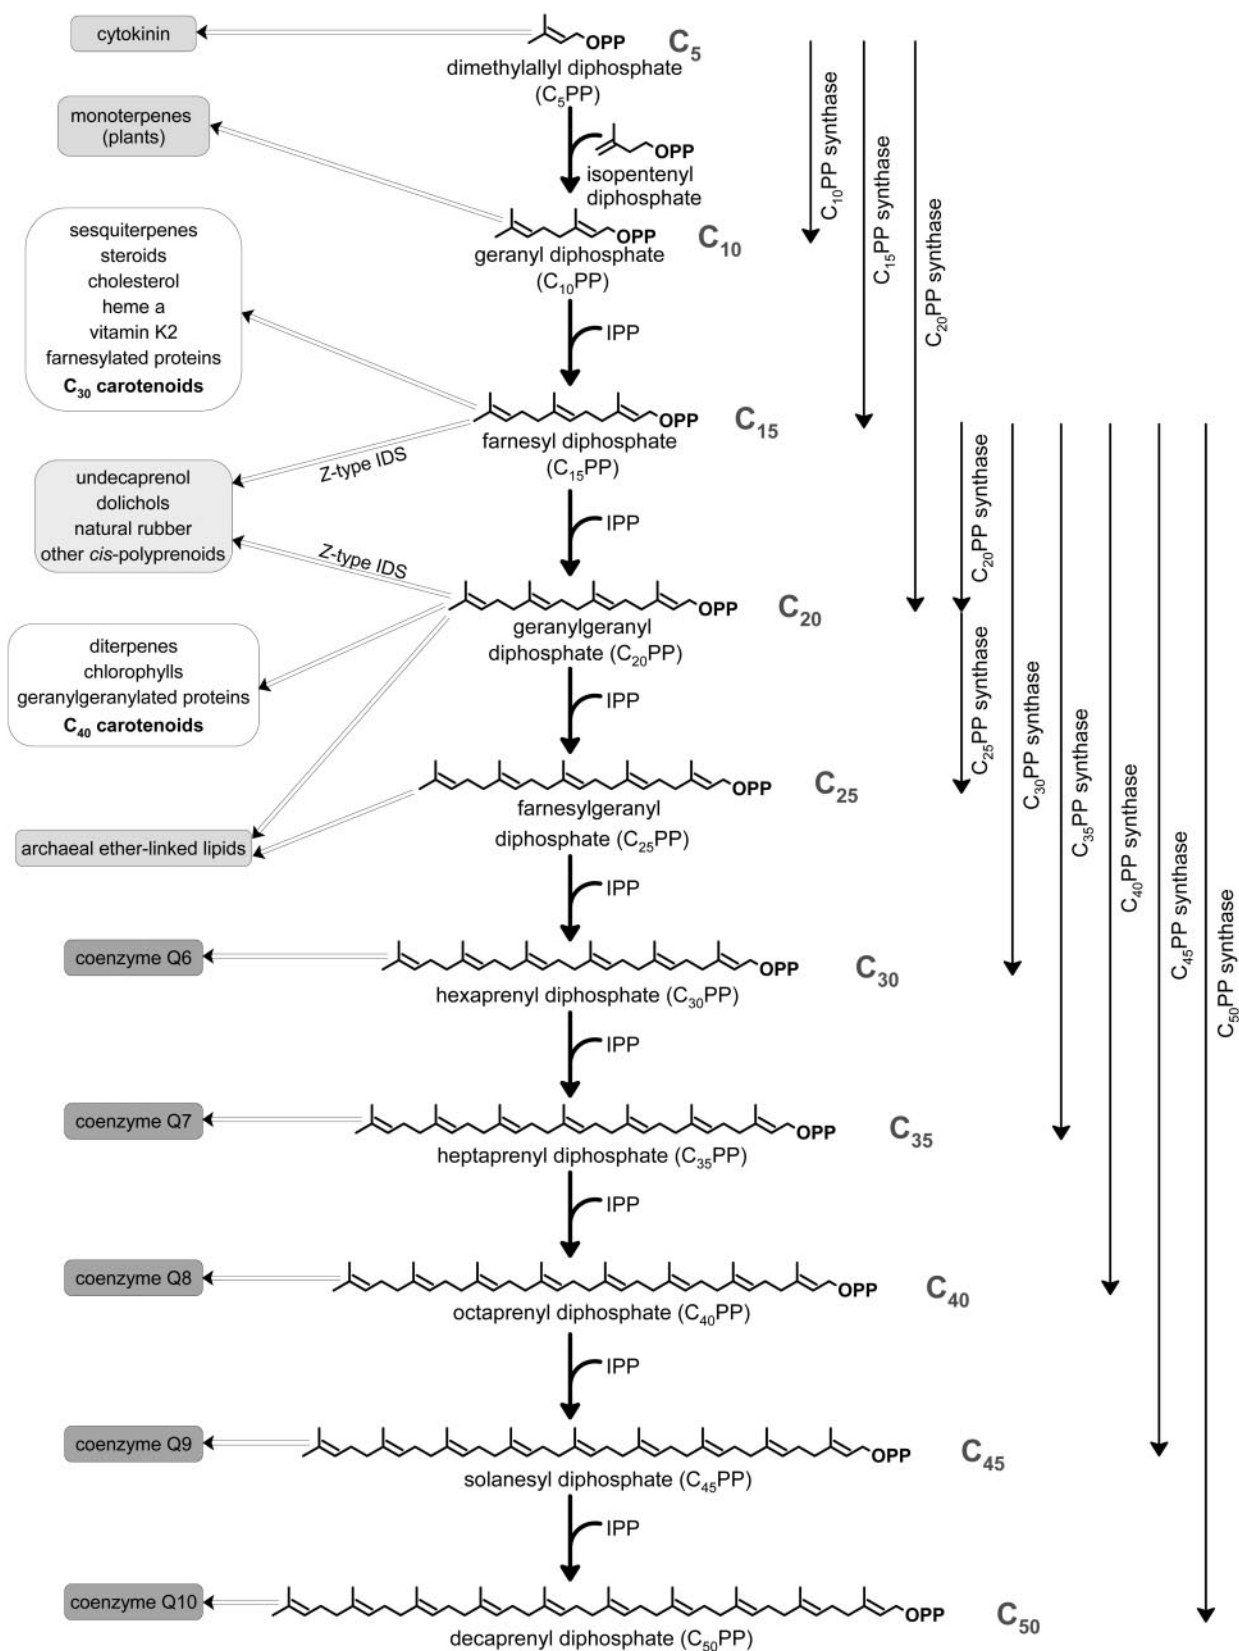 cytokinin
OPP
C5
dimethylallyl diphosphate
(C5PP)
monoterpenes
(plants)
OPP
isopentenyl
diphosphate
OPP
C10
geranyl diphosphate
(C10PP)
sesquiterpenes
steroids
cholesterol
heme a
vitamin K2
farnesylated proteins
C30 carotenoids
IPP
OPP
C15
farnesyl diphosphate
(C15PP)
Z-type IDS
undecaprenol
dolichols
natural rubber
other cis-polyprenoids
IPP
Z-type IDS
OPP
C20
geranylgeranyl
diphosphate (C20PP)
diterpenes
chlorophylls
geranylgeranylated proteins
C40 carotenoids
IPP
OPP
C25
farnesylgeranyl
diphosphate (C25PP)
archaeal ether-linked lipids
IPP
coenzyme Q6
OPP
C30
hexaprenyl diphosphate (C30PP)
IPP
coenzyme Q7
OPP
C35
heptaprenyl diphosphate (C35PP)
IPP
coenzyme Q8
OPP
C40
octaprenyl diphosphate (C40PP)
IPP
coenzyme Q9
OPP
C45
solanesyl diphosphate (C45PP)
IPP
coenzyme Q10
OPP
C50
decaprenyl diphosphate (C50PP)
C10PP synthase
C15PP synthase
C20PP synthase
C20PP synthase
C25PP synthase
C30PP synthase
C35PP synthase
C40PP synthase
C45PP synthase
C50PP synthase